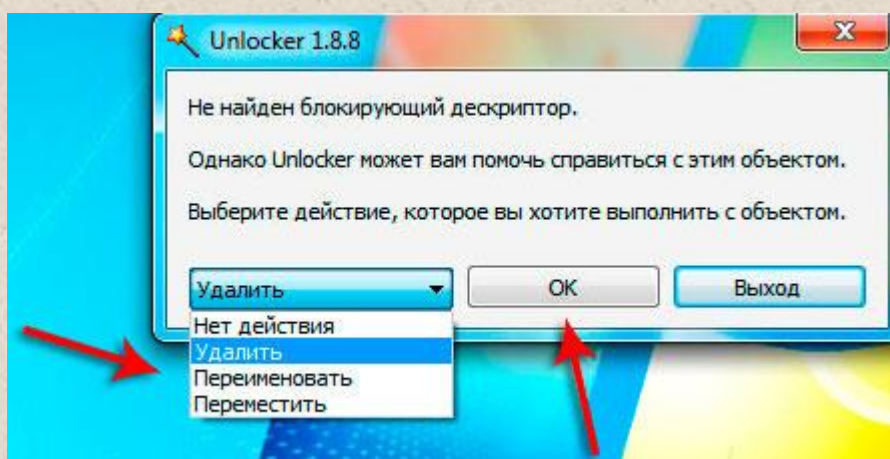 Unlocker 1.8.8
Не найден блокирующий дескриптор.
Однако Unlocker может вам помочь справиться с этим объектом.
Выберите действие, которое вы хотите выполнить с объектом.
Удалить OK Выход
Нет действия
Удалить
Переименовать
Переместить